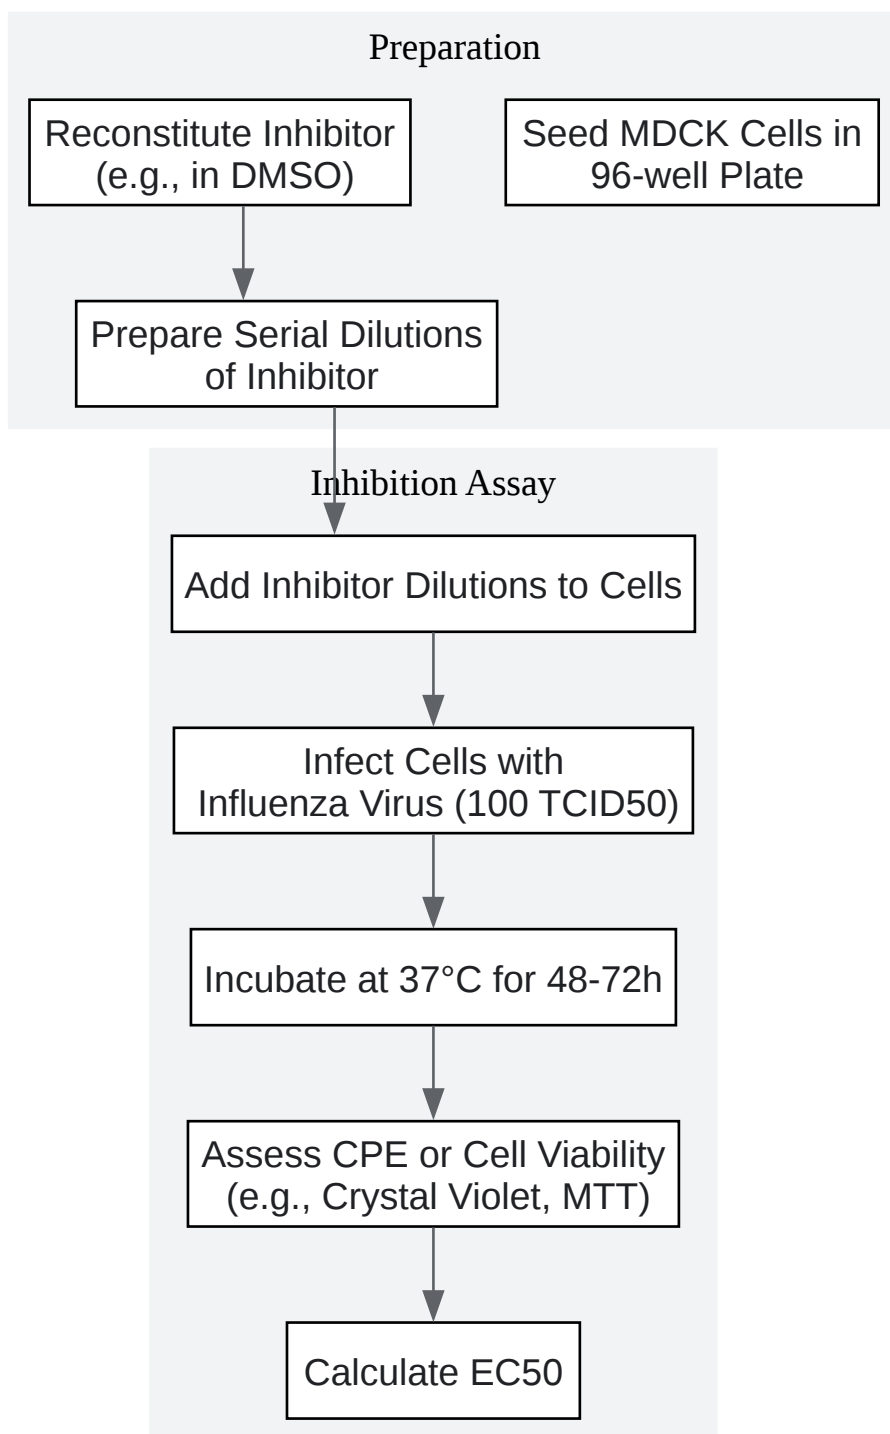 Preparation
Reconstitute Inhibitor
(e.g., in DMSO)
Seed MDCK Cells in
96-well Plate
Prepare Serial Dilutions
of Inhibitor
Inhibition Assay
Add Inhibitor Dilutions to Cells
Infect Cells with
Influenza Virus (100 TCID50)
Incubate at 37°C for 48-72h
Assess CPE or Cell Viability
(e.g., Crystal Violet, MTT)
Calculate EC50